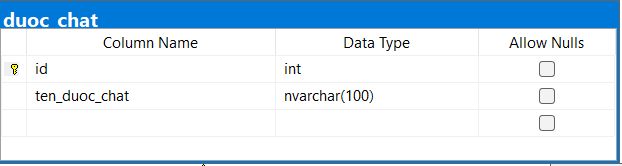 duoc_chat
Column Name Data Type Allow Nulls
id int
ten_duoc_chat nvarchar(100)